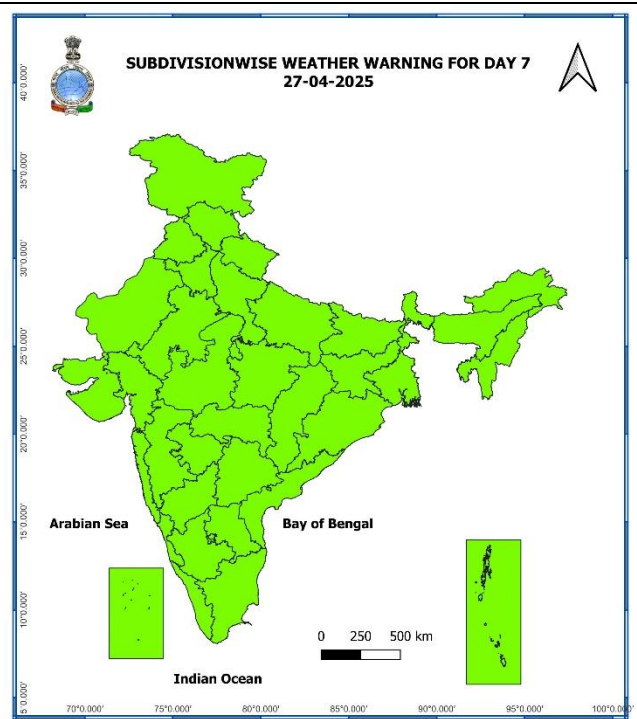 SUBDIVISIONWISE WEATHER WARNING FOR DAY 7
27-04-2025
40°0.000'
35°0.000'
30°0.000'
25°0.000'
20°0.000'
15°0.000'
10°0.000'
5°0.000'
Arabian Sea
Bay of Bengal
0 250 500 km
Indian Ocean
70°0.000' 75°0.000' 80°0.000' 85°0.000' 90°0.000' 95°0.000' 100°0.000'